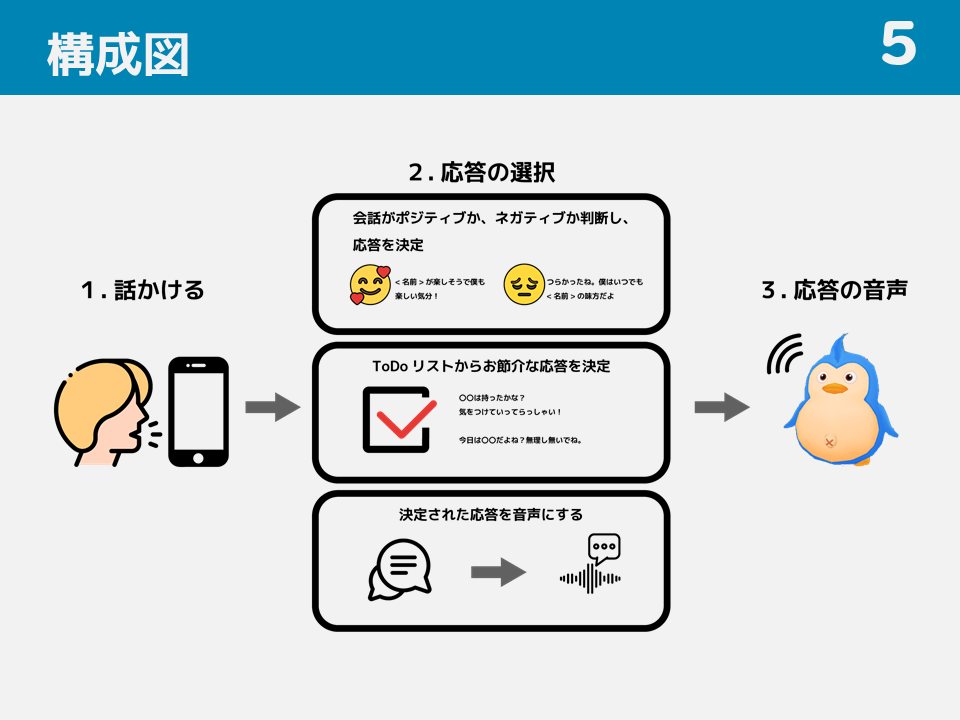 構成図
5
1 . 話かける
2 . 応答の選択
会話がポジティブか、ネガティブか判断し、
応答を決定
< 名前 > が楽しそうで僕も
楽しい気分！
つらかったね。僕はいつでも
< 名前 > の味方だよ
ToDo リストからお節介な応答を決定
〇〇は持ったかな？
気をつけていってらっしゃい！
今日は〇〇だよね？無理し無いでね。
決定された応答を音声にする
3 . 応答の音声